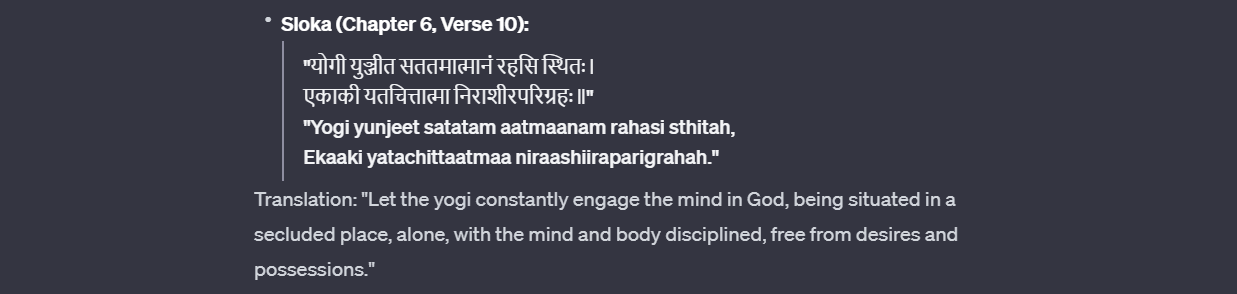 • Sloka (Chapter 6, Verse 10):
"योगी युञ्जीत सततमात्मानं रहसि स्थितः।
एकाकी यतचित्तात्मा निराशीरपरिग्रहः॥"
"Yogi yunjeet satatam aatmaanam rahasi sthitah,
Ekaaki yatachittaatmaa niraashiiraparigrahah."
Translation: "Let the yogi constantly engage the mind in God, being situated in a
secluded place, alone, with the mind and body disciplined, free from desires and
possessions."